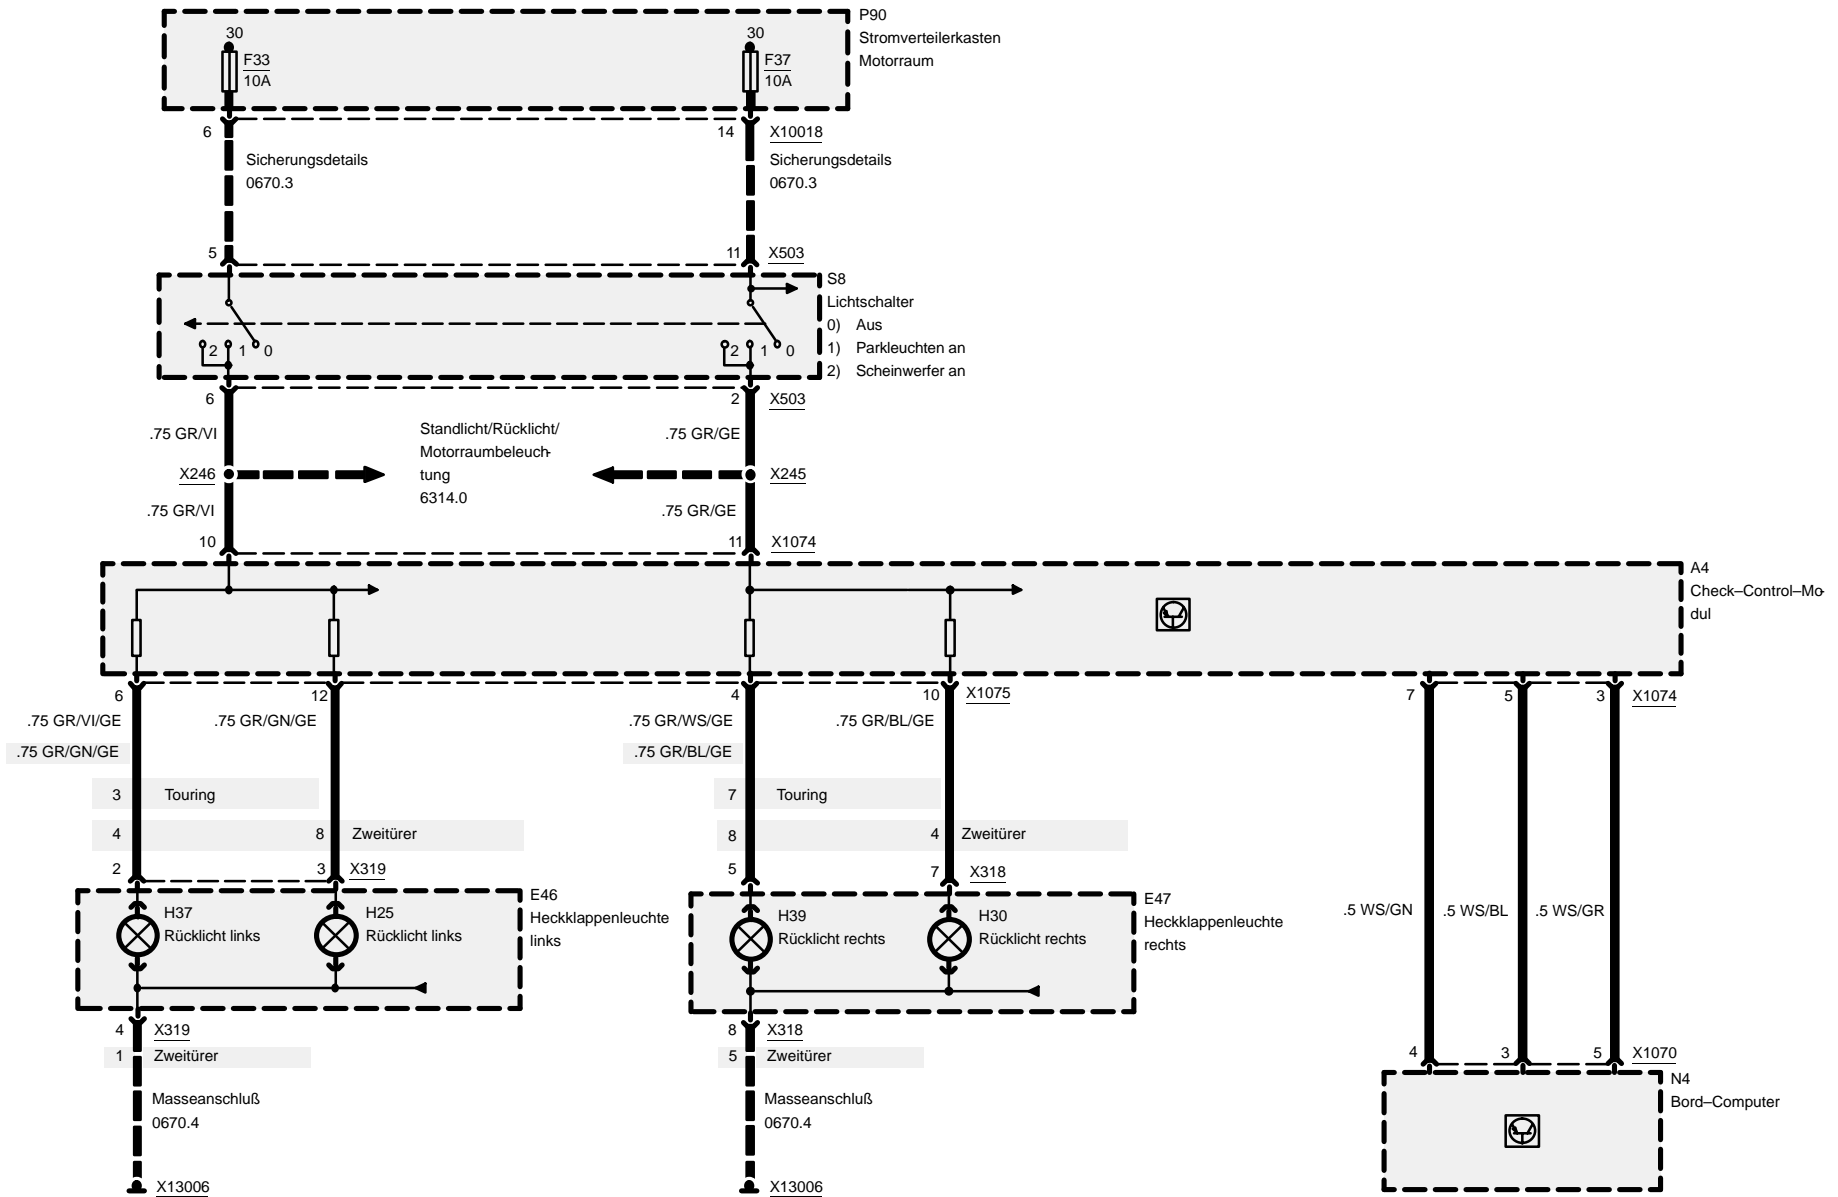 P90
Stromverteilerkasten
Motorraum
30
F33
10A
30
F37
10A
6
14
X10018
Sicherungsdetails
0670.3
Sicherungsdetails
0670.3
5
11
X503
S8
Lichtschalter
0) Aus
1) Parkleuchten an
2) Scheinwerfer an
2 1 0
2 1 0
6
2
X503
.75 GR/VI
Standlicht/Rücklicht/
Motorraumbeleuch-
tung
6314.0
.75 GR/GE
X246
X245
.75 GR/VI
.75 GR/GE
10
11
X1074
A4
Check–Control–Mo-
dul
6
12
4
10
X1075
7
5
3
X1074
.75 GR/VI/GE
.75 GR/GN/GE
.75 GR/WS/GE
.75 GR/BL/GE
.75 GR/GN/GE
.75 GR/BL/GE
3 Touring
7 Touring
4
8 Zweitürer
8
4 Zweitürer
2
3
X319
5
7
X318
E46
Heckklappenleuchte
links
H37
Rücklicht links
H25
Rücklicht links
E47
Heckklappenleuchte
rechts
H39
Rücklicht rechts
H30
Rücklicht rechts
.5 WS/GN
.5 WS/BL
.5 WS/GR
4
X319
8
X318
1 Zweitürer
5 Zweitürer
4
3
5
X1070
N4
Bord–Computer
Masseanschluß
0670.4
Masseanschluß
0670.4
X13006
X13006